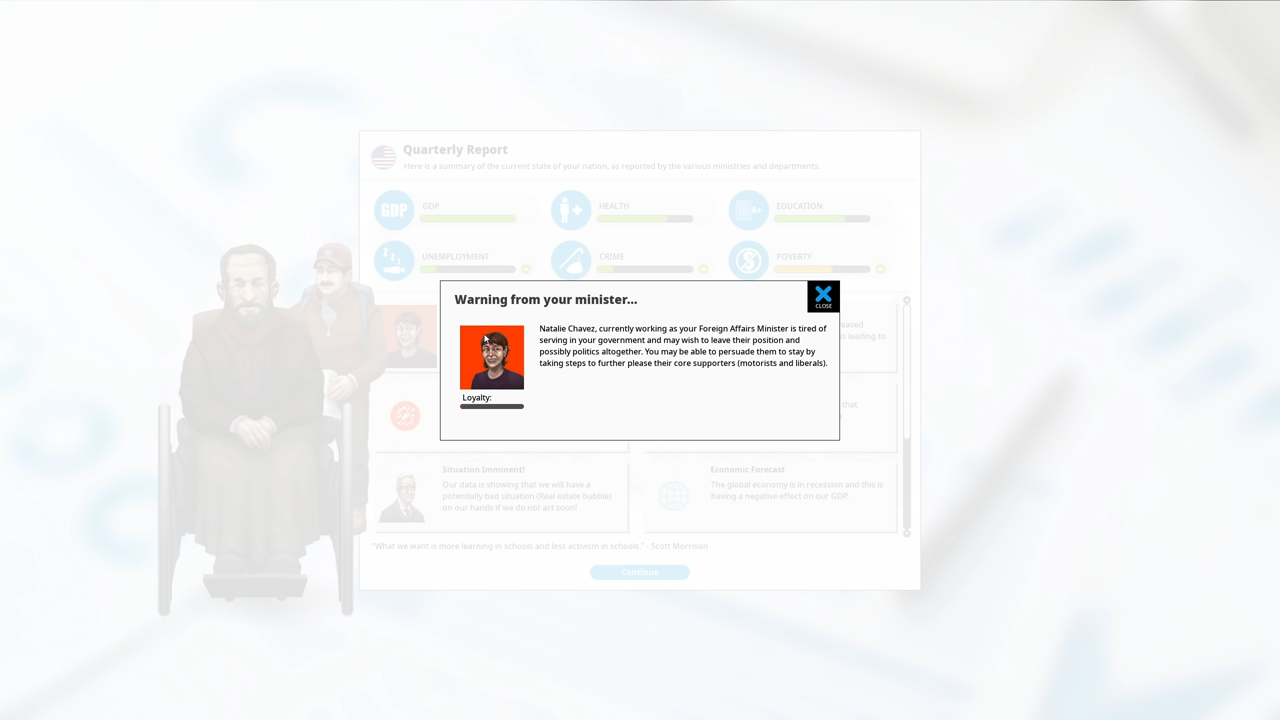 Quarterly Report
Here is a summary of the current state of your nation, as reported by the various ministries and departments.
GDP
GDP
HEALTH
EDUCATION
UNEMPLOYMENT
CRIME
POVERTY
Warning from your minister...
CLOSE
Natalie Chavez, currently working as your Foreign Affairs Minister is tired of
serving in your government and may wish to leave their position and
possibly politics altogether. You may be able to persuade them to stay by
taking steps to further please their core supporters (motorists and liberals).
Loyalty:
is leading to
that
Situation Imminent!
Our data is showing that we will have a
potentially bad situation (Real estate bubble)
on our hands if we do not act soon!
Economic Forecast
The global economy is in recession and this is
having a negative effect on our GDP.
"What we want is more learning in schools and less activism in schools." - Scott Morrison
Continue